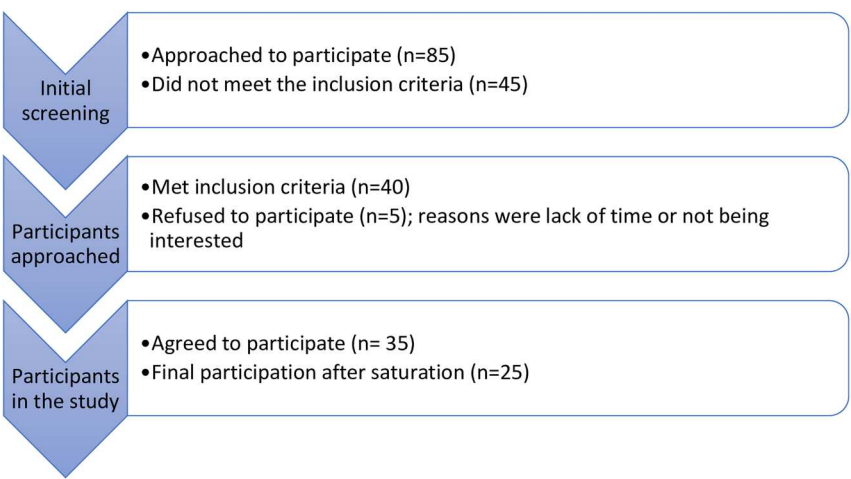 Initial
screening
•Approached to participate (n=85)
•Did not meet the inclusion criteria (n=45)
Participants
approached
•Met inclusion criteria (n=40)
•Refused to participate (n=5); reasons were lack of time or not being
interested
Participants
in the study
•Agreed to participate (n= 35)
•Final participation after saturation (n=25)